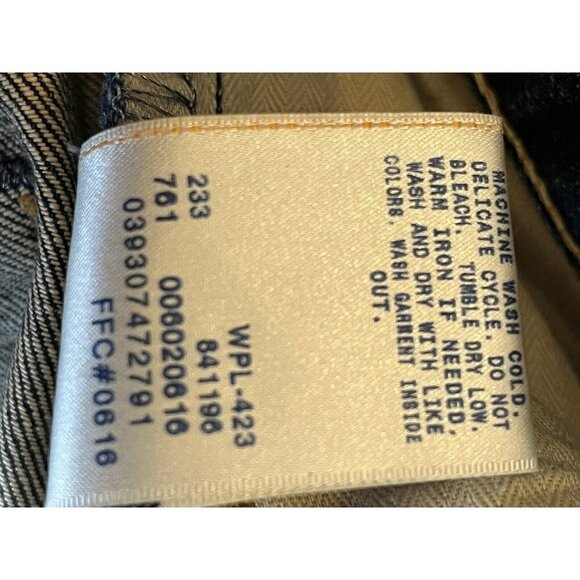 MACHINE WASH COLD.
DELICATE CYCLE, DO NOT
BLEACH. TUMBLE DRY LOW.
WARM IRON IF NEEDED,
WASH AND DRY WITH LIKE
COLORS, WASH GARMENT INSIDE
OUT.
WPL-423
233 841196
761 006020616
039307472791
FFC#0616